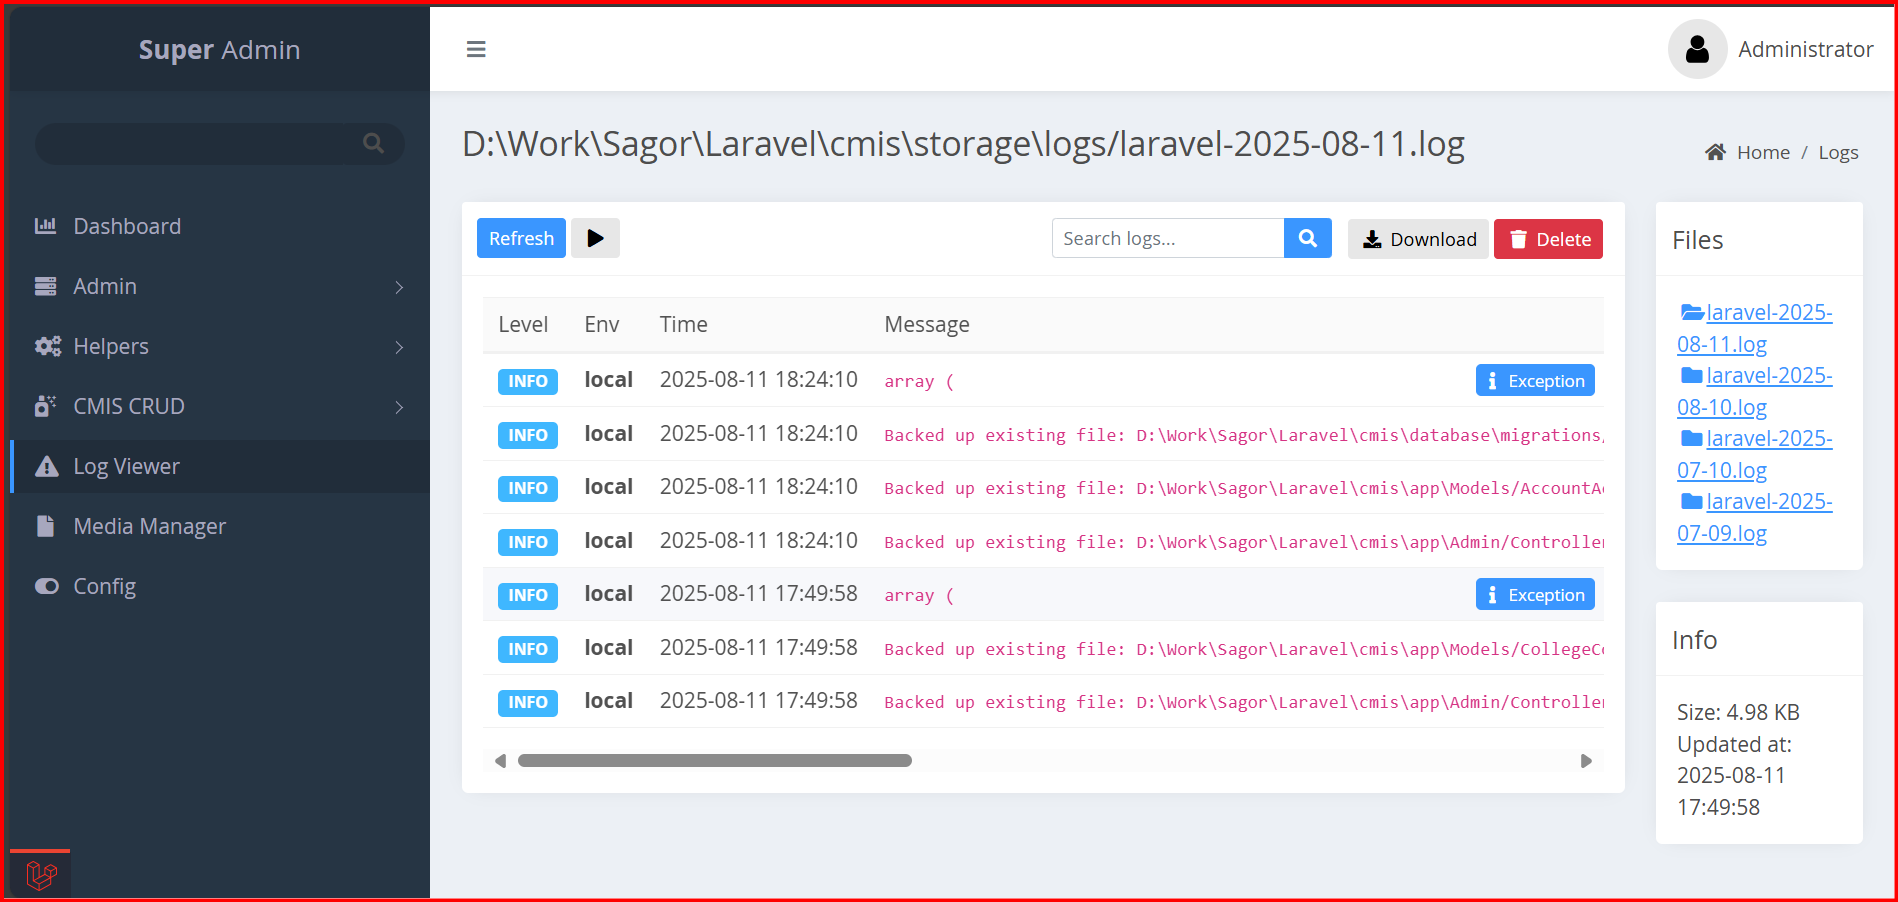 Super Admin
Administrator
D:\Work\Sagor\Laravel\cmis\storage\logs/laravel-2025-08-11.log
Home / Logs
Dashboard
Admin
Helpers
CMIS CRUD
Log Viewer
Media Manager
Config
Refresh
Search logs...
Download
Delete
Level Env Time Message
INFO local 2025-08-11 18:24:10 array ( Exception
INFO local 2025-08-11 18:24:10 Backed up existing file: D:\Work\Sagor\Laravel\cmis\database\migrations/
INFO local 2025-08-11 18:24:10 Backed up existing file: D:\Work\Sagor\Laravel\cmis\app\Models/AccountA
INFO local 2025-08-11 18:24:10 Backed up existing file: D:\Work\Sagor\Laravel\cmis\app\Admin/Controller
INFO local 2025-08-11 17:49:58 array ( Exception
INFO local 2025-08-11 17:49:58 Backed up existing file: D:\Work\Sagor\Laravel\cmis\app\Models/CollegeC
INFO local 2025-08-11 17:49:58 Backed up existing file: D:\Work\Sagor\Laravel\cmis\app\Admin/Controller
Files
laravel-2025-
08-11.log
laravel-2025-
08-10.log
laravel-2025-
07-10.log
laravel-2025-
07-09.log
Info
Size: 4.98 KB
Updated at:
2025-08-11
17:49:58